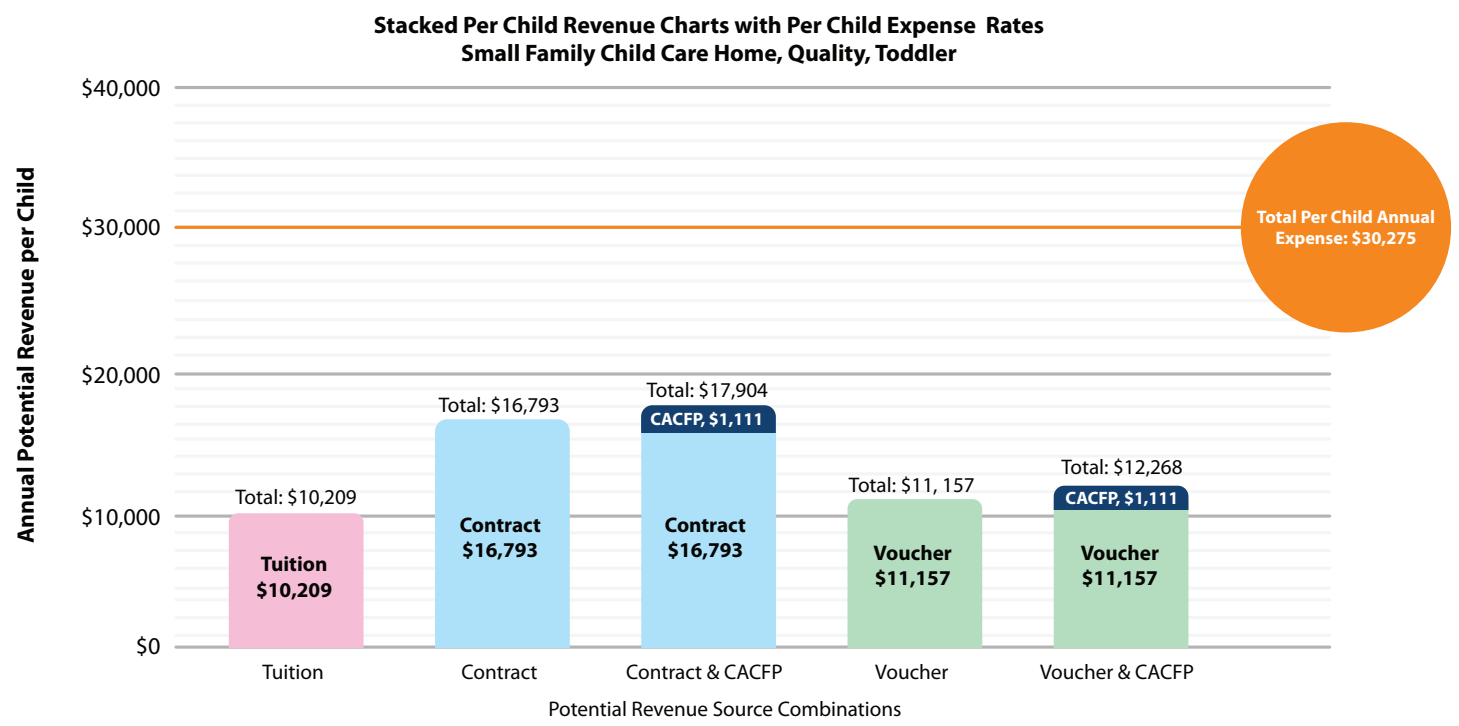 Stacked Per Child Revenue Charts with Per Child Expense Rates
Small Family Child Care Home, Quality, Toddler
Annual Potential Revenue per Child
$40,000
$30,000
$20,000
$10,000
$0
Total Per Child Annual
Expense: $30,275
Total: $10,209
Tuition
$10,209
Total: $16,793
Contract
$16,793
Total: $17,904
CACFP, $1,111
Contract
$16,793
Total: $11, 157
Voucher
$11,157
Total: $12,268
CACFP, $1,111
Voucher
$11,157
Tuition
Contract
Contract & CACFP
Voucher
Voucher & CACFP
Potential Revenue Source Combinations